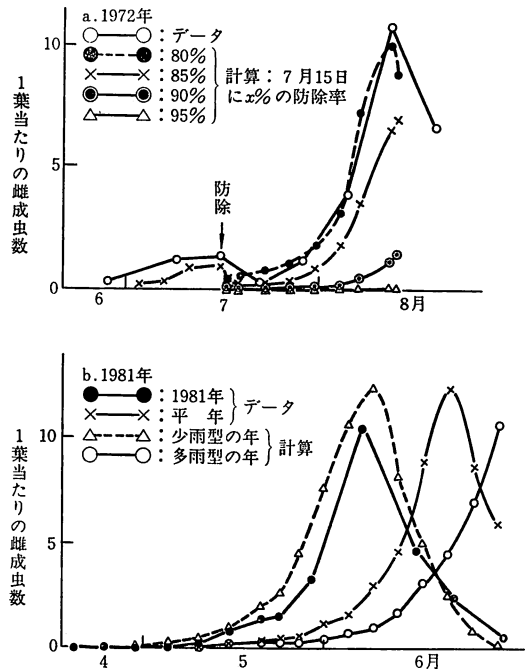 a.1972年
：データ
：80%
：85%
：90%
：95%
計算：7月15日
にx%の防除率
1葉当たりの雌成虫数
10
5
0
防除
6
7
8月
b.1981年
：1981年
：平　年
データ
：少雨型の年
：多雨型の年
計算
1葉当たりの雌成虫数
10
5
0
4
5
6月